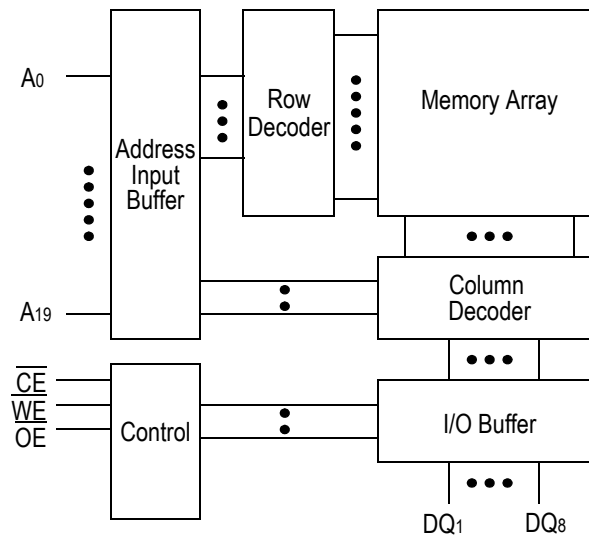 A0
Address
Input
Buffer
A19
Row
Decoder
Memory Array
Column
Decoder
CE
WE
OE
Control
I/O Buffer
DQ1
DQ8